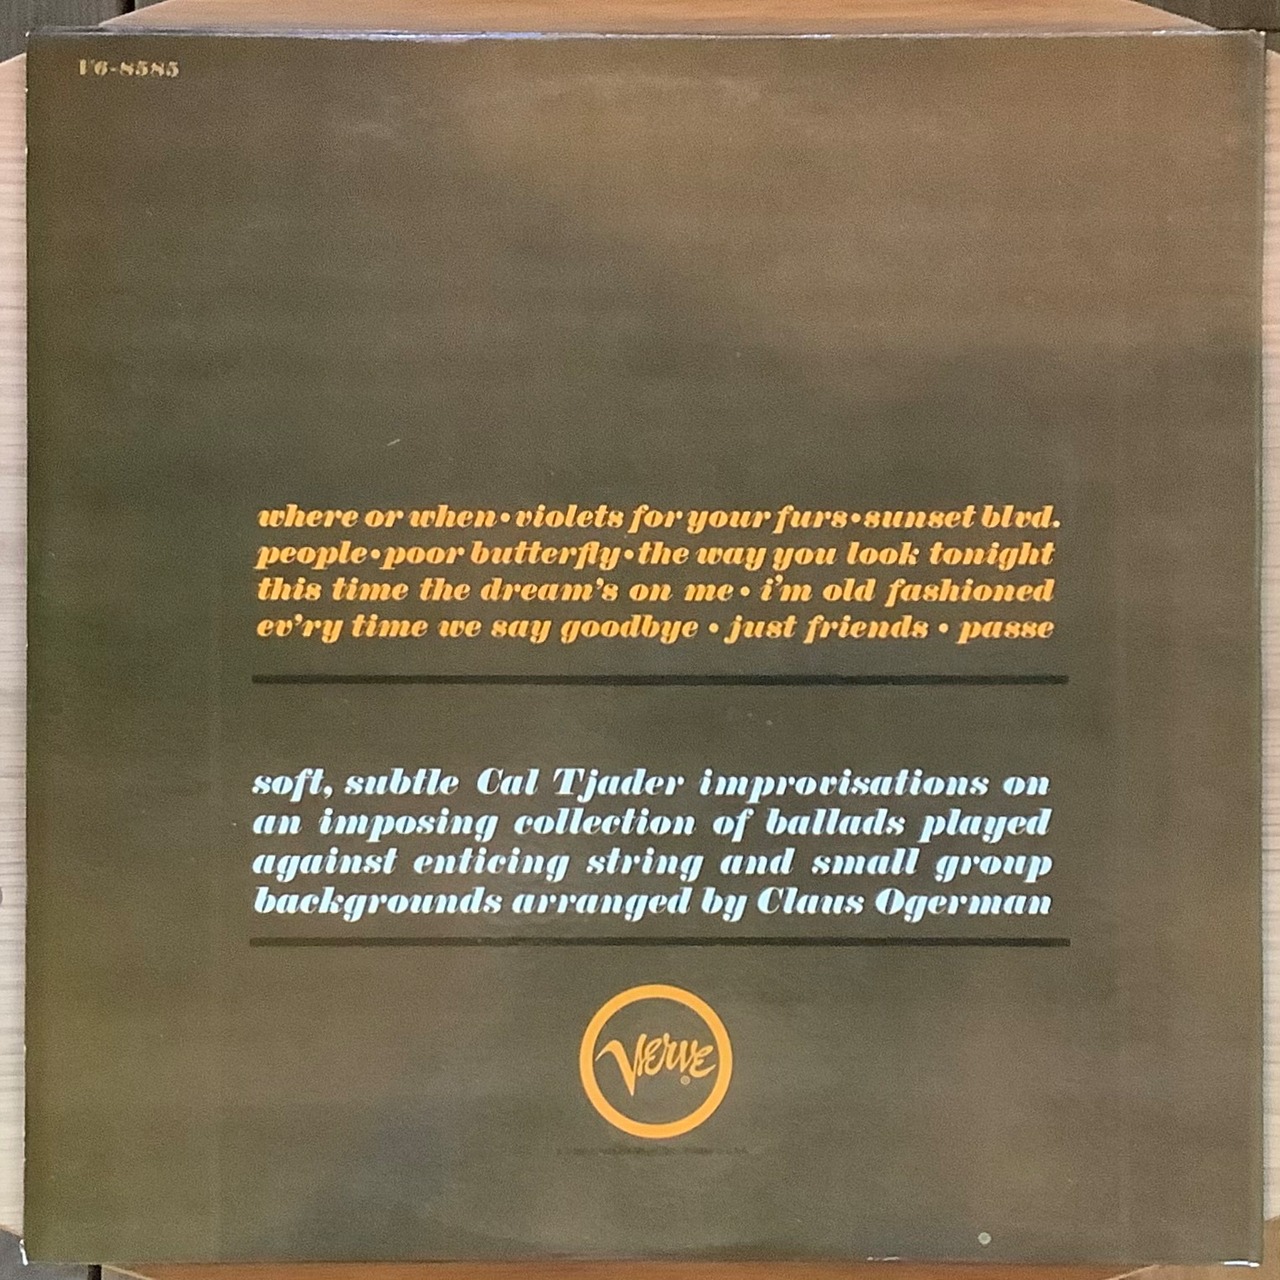 V6-8585
where or when•violets for your furs•sunset blvd.
people•poor butterfly•the way you look tonight
this time the dream's on me• i'm old fashioned
ev'ry time we say goodbye • just friends • passe
soft, subtle Cal Tjader improvisations on
an imposing collection of ballads played
against enticing string and small group
backgrounds arranged by Claus Ogerman
Verve
®